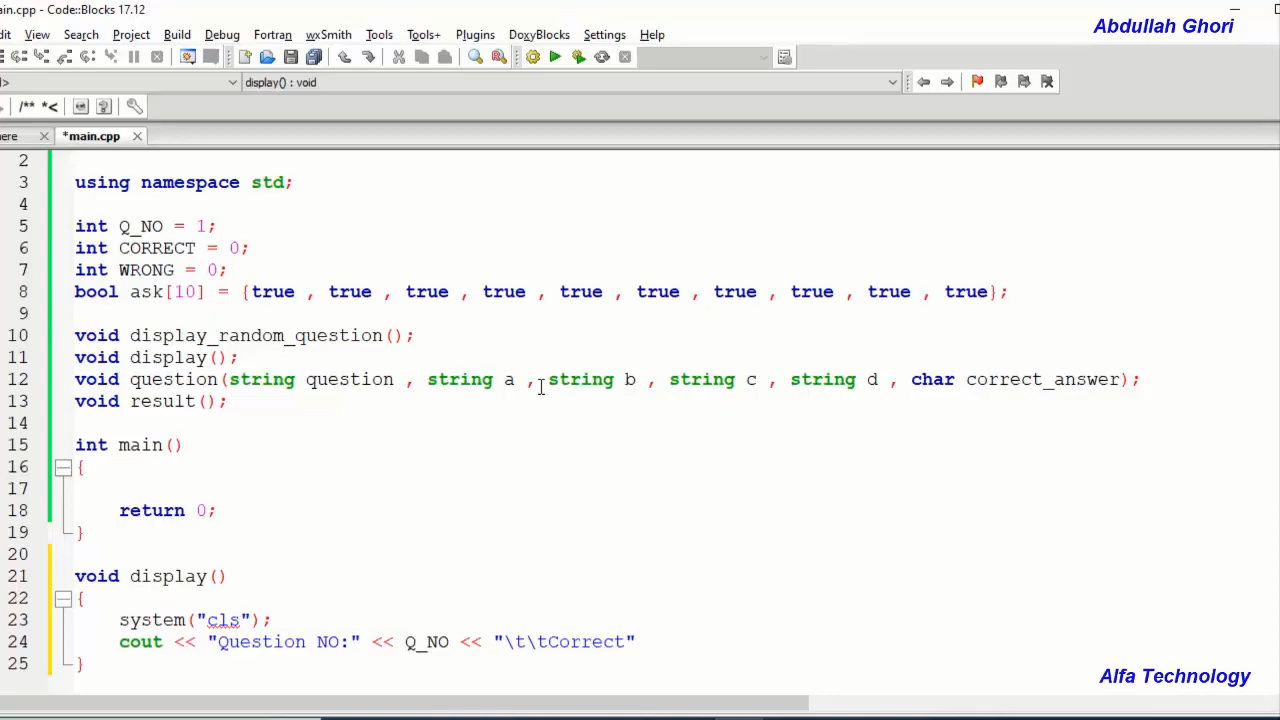 ain.cpp - Code::Blocks 17.12
Abdullah Ghori
dit View Search Project Build Debug Fortran wxSmith Tools Tools+ Plugins DoxyBlocks Settings Help
> display() : void
/** *<
ere *main.cpp
2
3 using namespace std;
4
5 int Q_NO = 1;
6 int CORRECT = 0;
7 int WRONG = 0;
8 bool ask[10] = {true , true , true , true , true , true , true , true , true , true};
9
10 void display_random_question();
11 void display();
12 void question(string question , string a , string b , string c , string d , char correct_answer);
13 void result();
14
15 int main()
16 {
17
18 return 0;
19 }
20
21 void display()
22 {
23 system("cls");
24 cout << "Question NO:" << Q_NO << "\t\tCorrect"
25 }
Alfa Technology